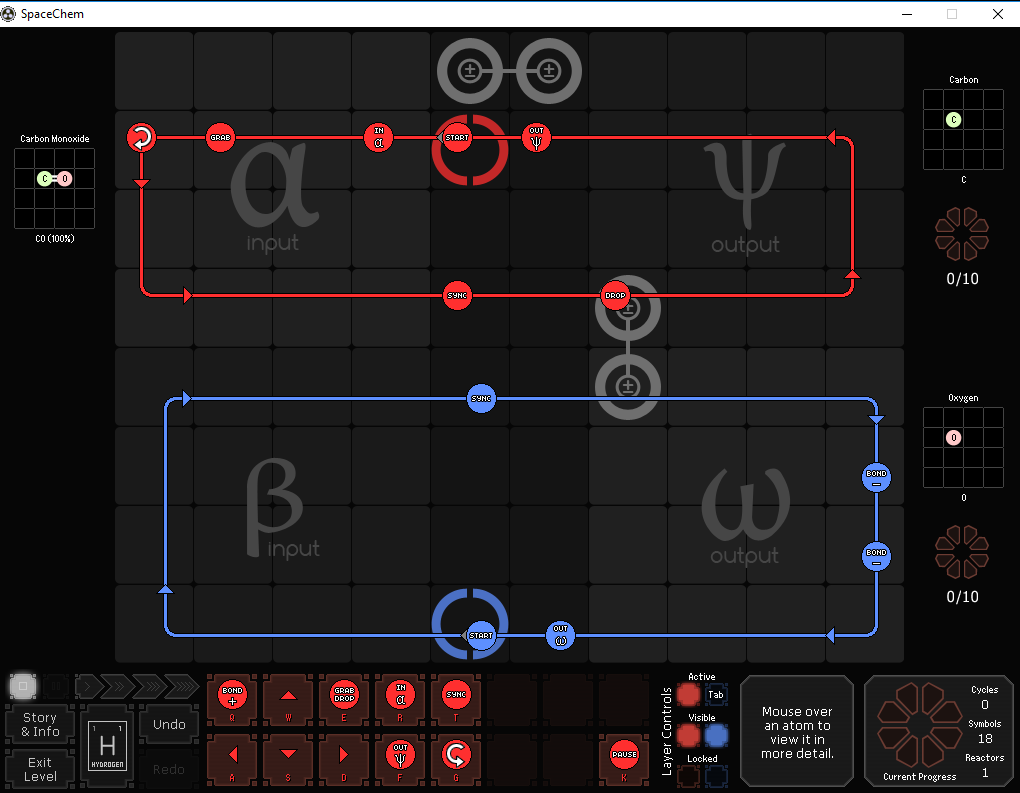 SpaceChem
Carbon Monoxide
C
O
CO (100%)
GRAB
IN
α
START
OUT
ψ
α
input
ψ
output
SYNC
DROP
SYNC
β
input
ω
output
BOND
–
BOND
–
START
OUT
ω
Carbon
C
C
0/10
Oxygen
O
O
0/10
Story
& Info
Exit
Level
1
1
H
HYDROGEN
Undo
Redo
BOND
+
Q
W
GRAB
DROP
E
IN
α
R
SYNC
T
A
S
D
OUT
ψ
F
G
PAUSE
K
Layer Controls
Active
Tab
Visible
Locked
Mouse over
an atom to
view it in
more detail.
Cycles
0
Symbols
18
Reactors
1
Current Progress